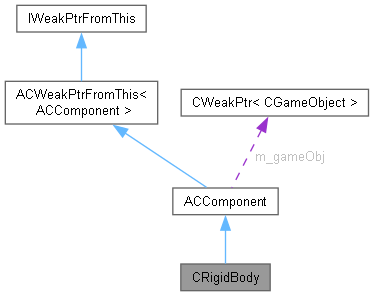 IWeakPtrFromThis
ACWeakPtrFromThis<
ACComponent >
CWeakPtr< CGameObject >
m_gameObj
ACComponent
CRigidBody